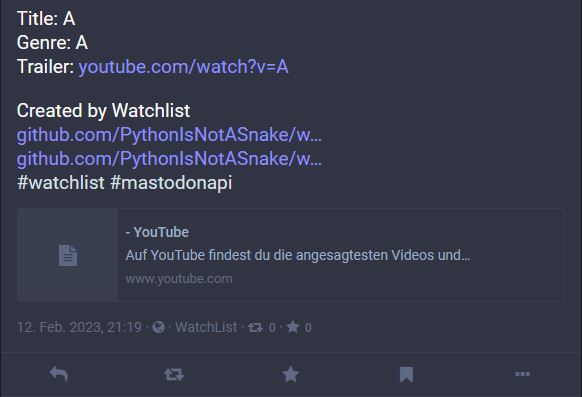 Title: A
Genre: A
Trailer: youtube.com/watch?v=A
Created by Watchlist
github.com/PythonIsNotASnake/w...
github.com/PythonIsNotASnake/w...
#watchlist #mastodonapi
- YouTube
Auf YouTube findest du die angesagtesten Videos und...
www.youtube.com
12. Feb. 2023, 21:19 · WatchList · 0 · 0